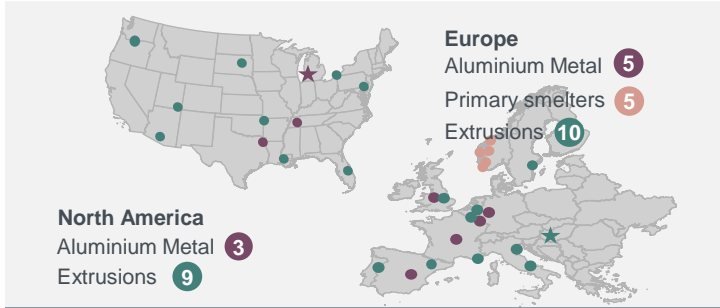 Europe
Aluminium Metal 5
Primary smelters 5
Extrusions 10
North America
Aluminium Metal 3
Extrusions 9